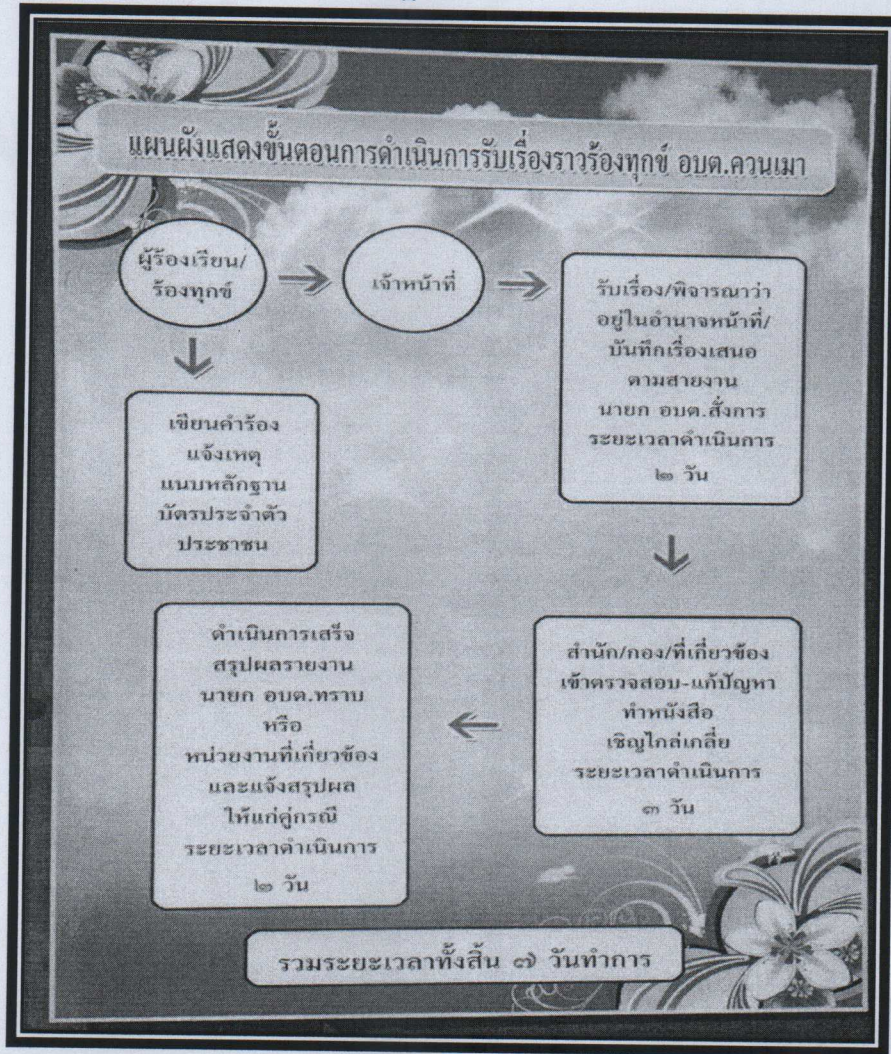 แผนผังแสดงขั้นตอนการดำเนินการรับเรื่องราวร้องทุกข์ อบต.ควนเมา
ผู้ร้องเรียน/
ร้องทุกข์
เจ้าหน้าที่
รับเรื่อง/พิจารณาว่า
อยู่ในอำนาจหน้าที่/
บันทึกเรื่องเสนอ
ตามสายงาน
นายก อบต.สั่งการ
ระยะเวลาดำเนินการ
๒ วัน
เขียนคำร้อง
แจ้งเหตุ
แนบหลักฐาน
บัตรประจำตัว
ประชาชน
สำนัก/กอง/ที่เกี่ยวข้อง
เข้าตรวจสอบ-แก้ปัญหา
ทำหนังสือ
เชิญไกล่เกลี่ย
ระยะเวลาดำเนินการ
๓ วัน
ดำเนินการเสร็จ
สรุปผลรายงาน
นายก อบต.ทราบ
หรือ
หน่วยงานที่เกี่ยวข้อง
และแจ้งสรุปผล
ให้แก่คู่กรณี
ระยะเวลาดำเนินการ
๒ วัน
รวมระยะเวลาทั้งสิ้น ๗ วันทำการ